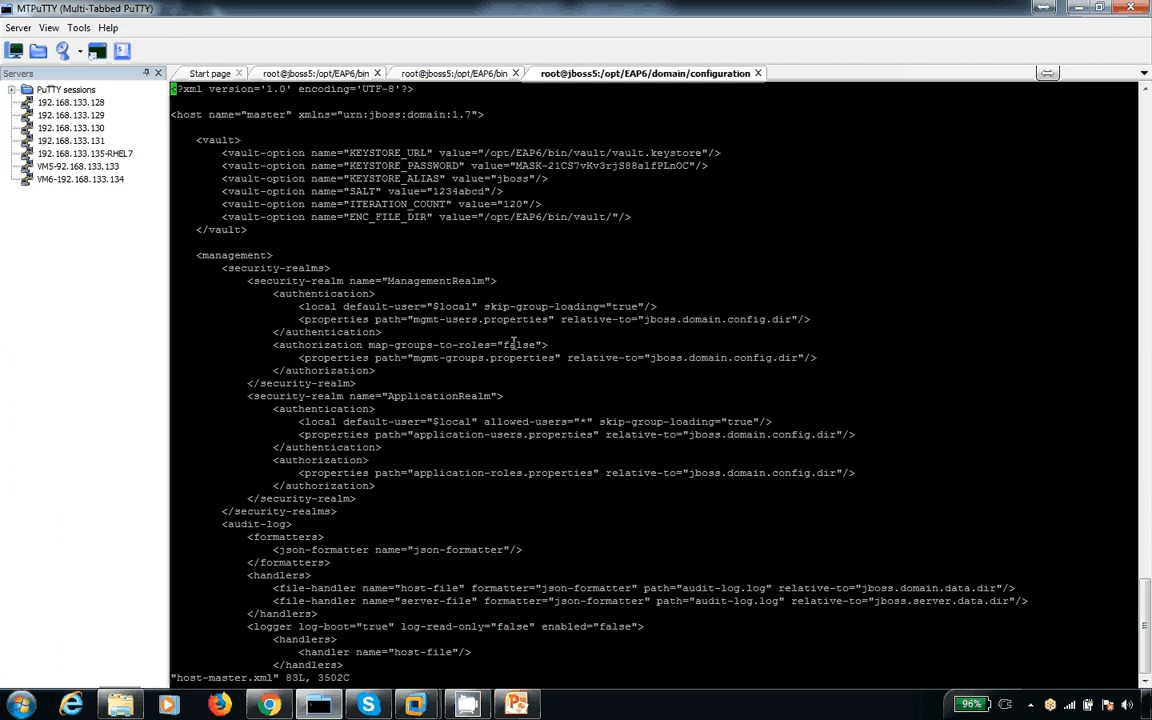 MTPuTTY (Multi-Tabbed PuTTY)
Server View Tools Help
Servers
Start page
root@jboss5:/opt/EAP6/bin
root@jboss5:/opt/EAP6/bin
root@jboss5:/opt/EAP6/domain/configuration
PuTTY sessions
192.168.133.128
192.168.133.129
192.168.133.130
192.168.133.131
192.168.133.135-RHEL7
VM5-92.168.133.133
VM6-192.168.133.134
<?xml version='1.0' encoding='UTF-8'?>
<host name="master" xmlns="urn:jboss:domain:1.7">
<vault>
<vault-option name="KEYSTORE_URL" value="/opt/EAP6/bin/vault/vault.keystore"/>
<vault-option name="KEYSTORE_PASSWORD" value="MASK-21CS7vKv3rjS88alfPLnOC"/>
<vault-option name="KEYSTORE_ALIAS" value="jboss"/>
<vault-option name="SALT" value="1234abcd"/>
<vault-option name="ITERATION_COUNT" value="120"/>
<vault-option name="ENC_FILE_DIR" value="/opt/EAP6/bin/vault/"/>
</vault>
<management>
<security-realms>
<security-realm name="ManagementRealm">
<authentication>
<local default-user="$local" skip-group-loading="true"/>
<properties path="mgmt-users.properties" relative-to="jboss.domain.config.dir"/>
</authentication>
<authorization map-groups-to-roles="false">
<properties path="mgmt-groups.properties" relative-to="jboss.domain.config.dir"/>
</authorization>
</security-realm>
<security-realm name="ApplicationRealm">
<authentication>
<local default-user="$local" allowed-users="*" skip-group-loading="true"/>
<properties path="application-users.properties" relative-to="jboss.domain.config.dir"/>
</authentication>
<authorization>
<properties path="application-roles.properties" relative-to="jboss.domain.config.dir"/>
</authorization>
</security-realm>
</security-realms>
<audit-log>
<formatters>
<json-formatter name="json-formatter"/>
</formatters>
<handlers>
<file-handler name="host-file" formatter="json-formatter" path="audit-log.log" relative-to="jboss.domain.data.dir"/>
<file-handler name="server-file" formatter="json-formatter" path="audit-log.log" relative-to="jboss.server.data.dir"/>
</handlers>
<logger log-boot="true" log-read-only="false" enabled="false">
<handlers>
<handler name="host-file"/>
</handlers>
"host-master.xml" 83L, 3502C
96%